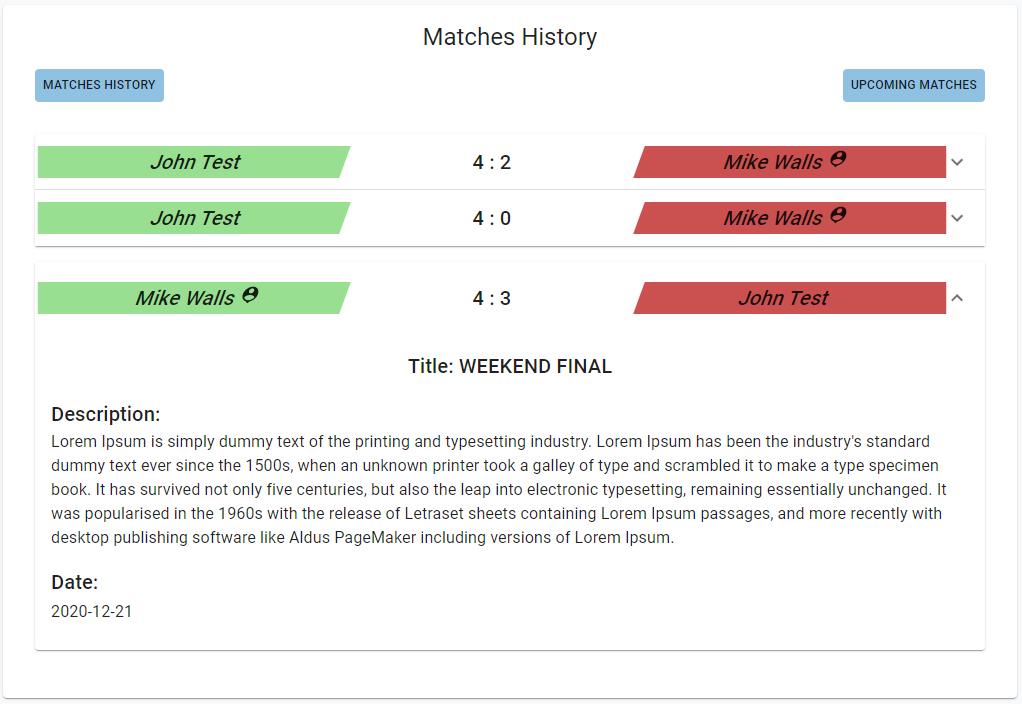 Matches History
MATCHES HISTORY
UPCOMING MATCHES
John Test 4 : 2 Mike Walls
John Test 4 : 0 Mike Walls
Mike Walls 4 : 3 John Test
Title: WEEKEND FINAL
Description:
Lorem Ipsum is simply dummy text of the printing and typesetting industry. Lorem Ipsum has been the industry's standard
dummy text ever since the 1500s, when an unknown printer took a galley of type and scrambled it to make a type specimen
book. It has survived not only five centuries, but also the leap into electronic typesetting, remaining essentially unchanged. It
was popularised in the 1960s with the release of Letraset sheets containing Lorem Ipsum passages, and more recently with
desktop publishing software like Aldus PageMaker including versions of Lorem Ipsum.
Date:
2020-12-21